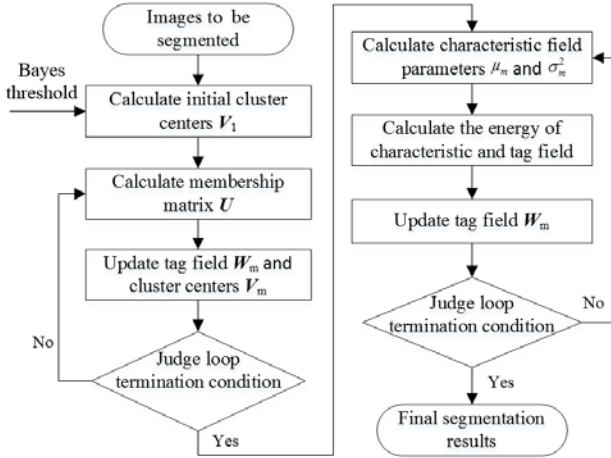 Images to be
segmented
Bayes
threshold
Calculate initial cluster
centers V₁
Calculate membership
matrix U
Update tag field Wₘ and
cluster centers Vₘ
No
Judge loop
termination condition
Yes
Calculate characteristic field
parameters μₘ and σ²ₘ
Calculate the energy of
characteristic and tag field
Update tag field Wₘ
Judge loop
termination condition
No
Yes
Final segmentation
results